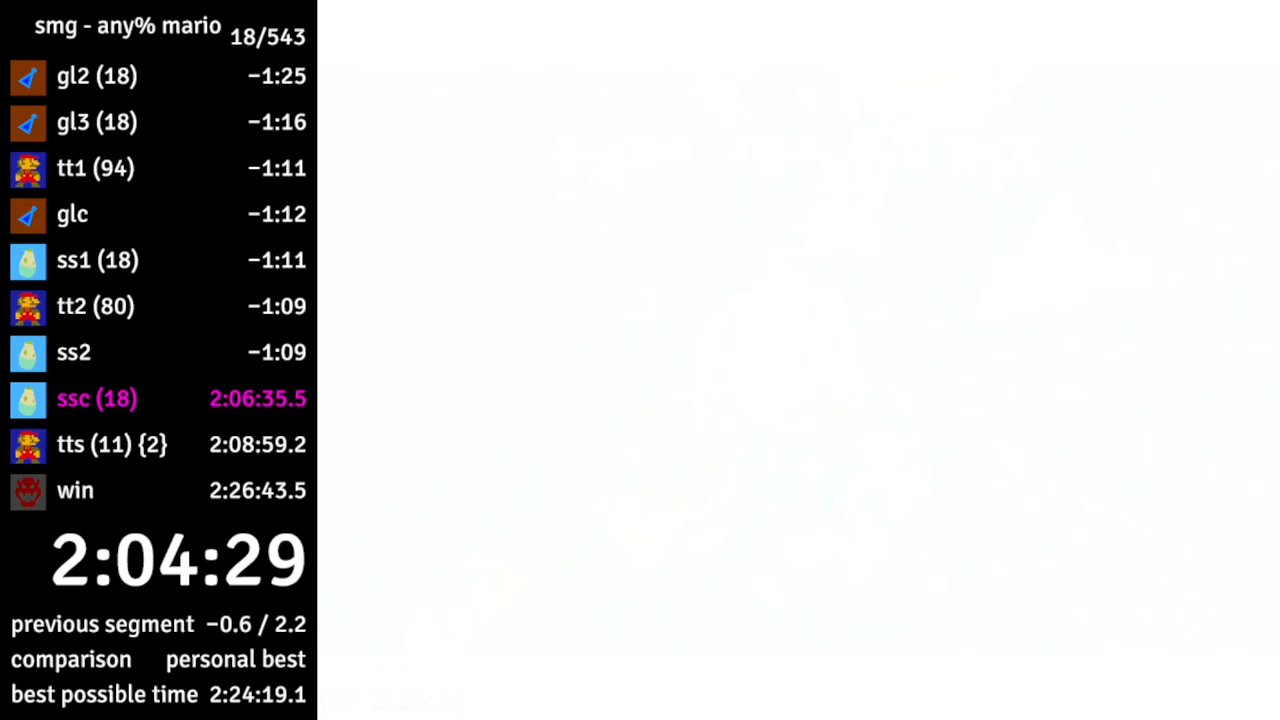 smg - any% mario 18/543
gl2 (18) −1:25
gl3 (18) −1:16
tt1 (94) −1:11
glc −1:12
ss1 (18) −1:11
tt2 (80) −1:09
ss2 −1:09
ssc (18) 2:06:35.5
tts (11) {2} 2:08:59.2
win 2:26:43.5
2:04:29
previous segment −0.6 / 2.2
comparison personal best
best possible time 2:24:19.1